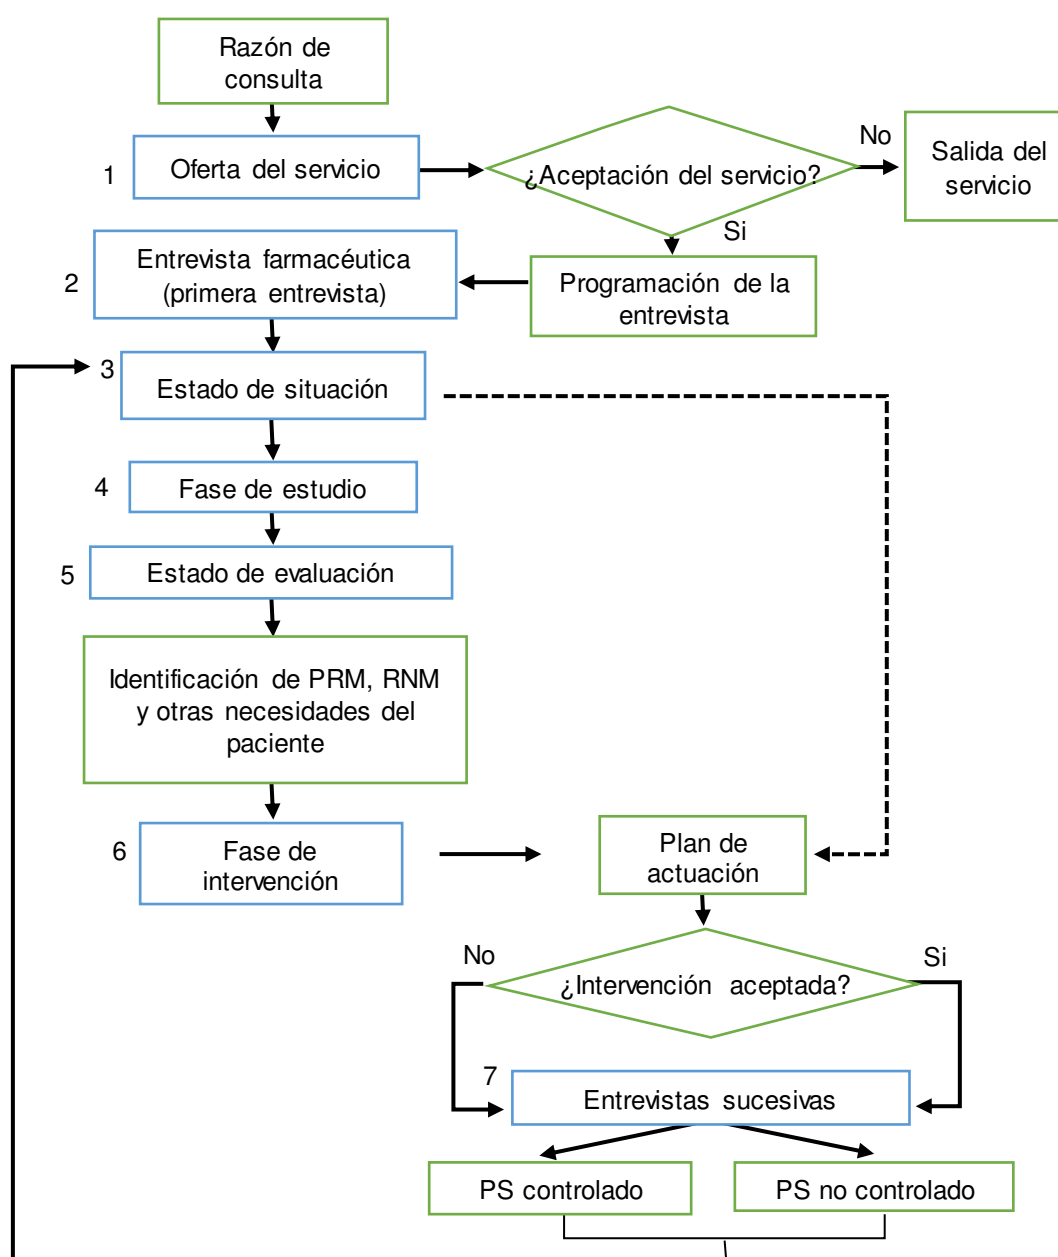 Razón de
consulta
1
Oferta del servicio
¿Aceptación del servicio?
No
Salida del
servicio
Si
2
Entrevista farmacéutica
(primera entrevista)
Programación de la
entrevista
3
Estado de situación
4
Fase de estudio
5
Estado de evaluación
Identificación de PRM, RNM
y otras necesidades del
paciente
6
Fase de
intervención
Plan de
actuación
No
¿Intervención aceptada?
Si
7
Entrevistas sucesivas
PS controlado
PS no controlado